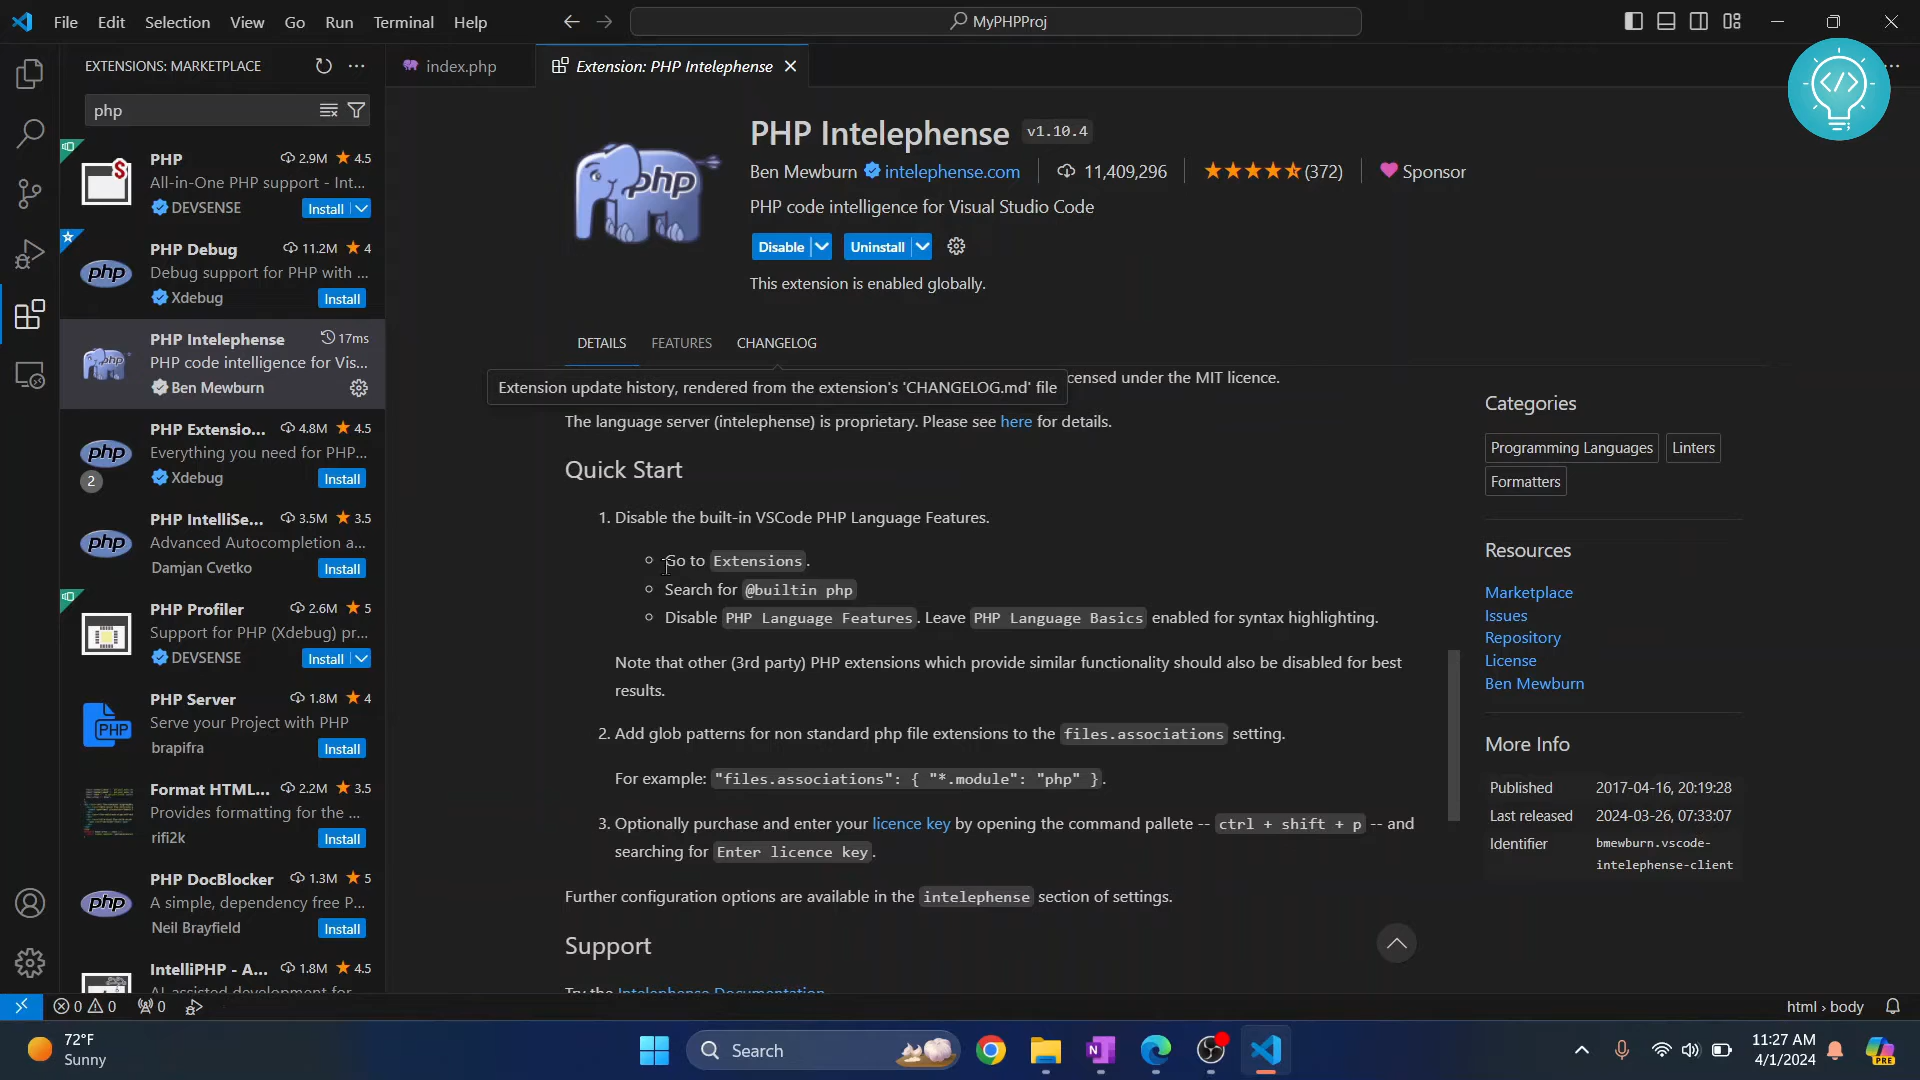 File Edit Selection View Go Run Terminal Help
MyPHPProj
EXTENSIONS: MARKETPLACE
php
PHP 2.9M 4.5
All-in-One PHP support - Int...
DEVSENSE Install
PHP Debug 11.2M 4
Debug support for PHP with ...
Xdebug Install
PHP Intelephense 17ms
PHP code intelligence for Vis...
Ben Mewburn
PHP Extensio... 4.8M 4.5
Everything you need for PHP...
2 Xdebug Install
PHP IntelliSe... 3.5M 3.5
Advanced Autocompletion a...
Damjan Cvetko Install
PHP Profiler 2.6M 5
Support for PHP (Xdebug) pr...
DEVSENSE Install
PHP Server 1.8M 4
Serve your Project with PHP
brapifra Install
Format HTML... 2.2M 3.5
Provides formatting for the ...
rifi2k Install
PHP DocBlocker 1.3M 5
A simple, dependency free P...
Neil Brayfield Install
IntelliPHP - A... 1.8M 4.5
AI-assisted development for
index.php
Extension: PHP Intelephense
php
PHP Intelephense v1.10.4
Ben Mewburn intelephense.com 11,409,296 (372) Sponsor
PHP code intelligence for Visual Studio Code
Disable Uninstall
This extension is enabled globally.
DETAILS FEATURES CHANGELOG
Extension update history, rendered from the extension's 'CHANGELOG.md' file
censed under the MIT licence.
The language server (intelephense) is proprietary. Please see here for details.
Quick Start
1. Disable the built-in VSCode PHP Language Features.
Go to Extensions.
Search for @builtin php
Disable PHP Language Features. Leave PHP Language Basics enabled for syntax highlighting.
Note that other (3rd party) PHP extensions which provide similar functionality should also be disabled for best
results.
2. Add glob patterns for non standard php file extensions to the files.associations setting.
For example: "files.associations": { "*.module": "php" }.
3. Optionally purchase and enter your licence key by opening the command pallete -- ctrl + shift + p -- and
searching for Enter licence key.
Further configuration options are available in the intelephense section of settings.
Support
Try the Intelephense Documentation
Categories
Programming Languages Linters
Formatters
Resources
Marketplace
Issues
Repository
License
Ben Mewburn
More Info
Published 2017-04-16, 20:19:28
Last released 2024-03-26, 07:33:07
Identifier bmewburn.vscode-
intelephense-client
0 0 0
html › body
72°F
Sunny
Search
11:27 AM
4/1/2024
PRE